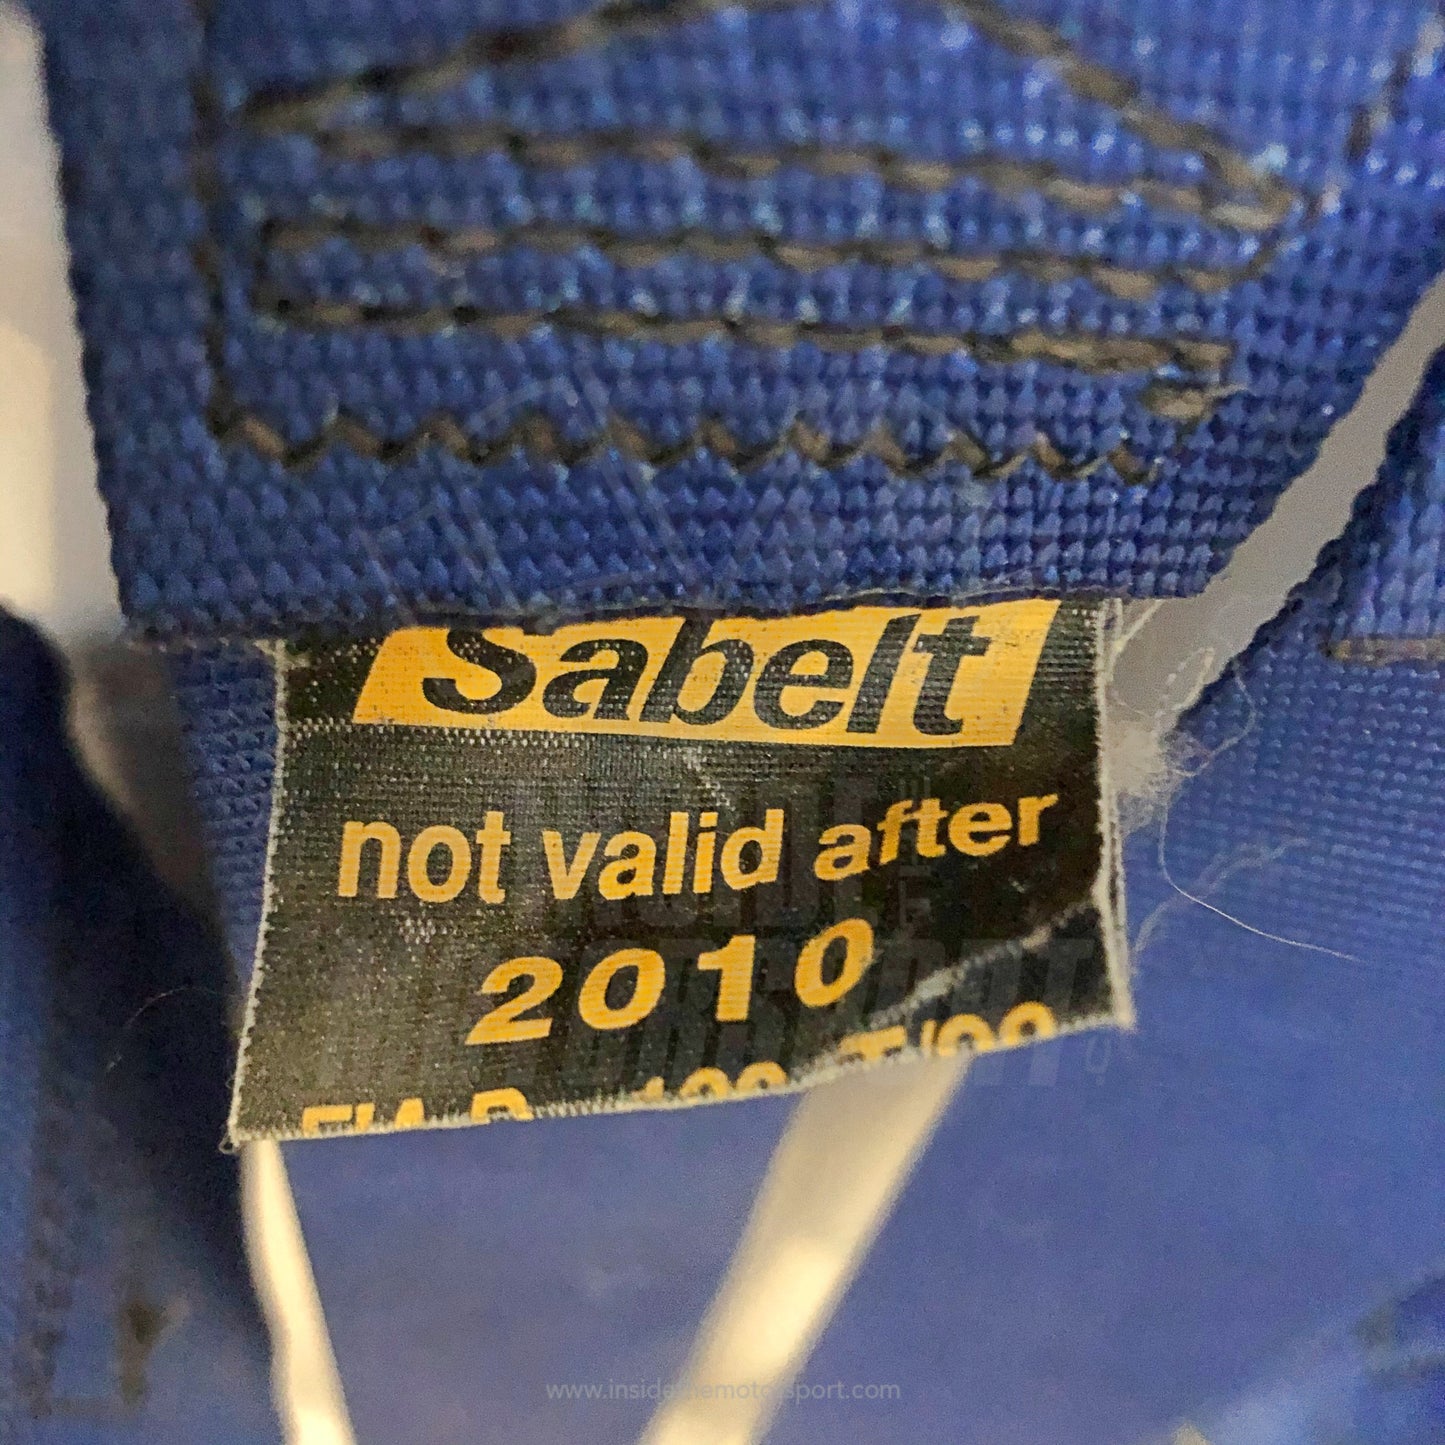 Sabelt
not valid after
2010
www.insidethemotorsport.com